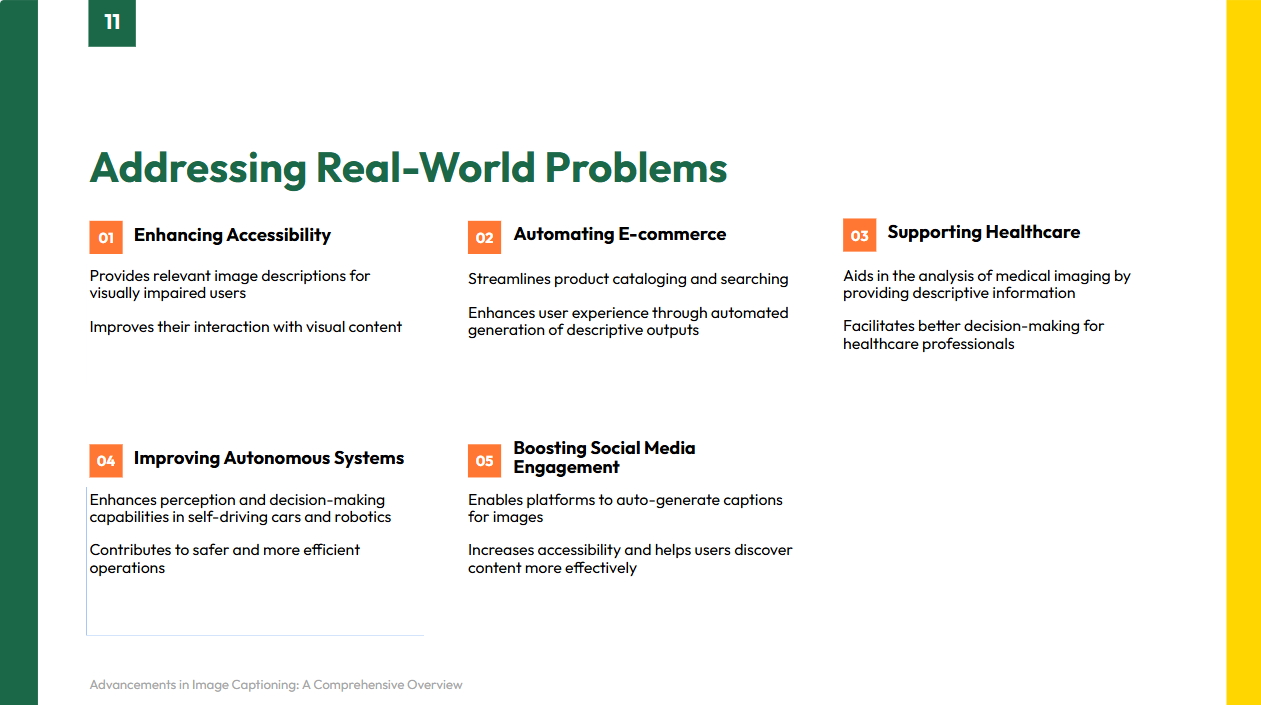 11
Addressing Real-World Problems
01
Enhancing Accessibility
Provides relevant image descriptions for
visually impaired users
Improves their interaction with visual content
02
Automating E-commerce
Streamlines product cataloging and searching
Enhances user experience through automated
generation of descriptive outputs
03
Supporting Healthcare
Aids in the analysis of medical imaging by
providing descriptive information
Facilitates better decision-making for
healthcare professionals
04
Improving Autonomous Systems
Enhances perception and decision-making
capabilities in self-driving cars and robotics
Contributes to safer and more efficient
operations
05
Boosting Social Media
Engagement
Enables platforms to auto-generate captions
for images
Increases accessibility and helps users discover
content more effectively
Advancements in Image Captioning: A Comprehensive Overview